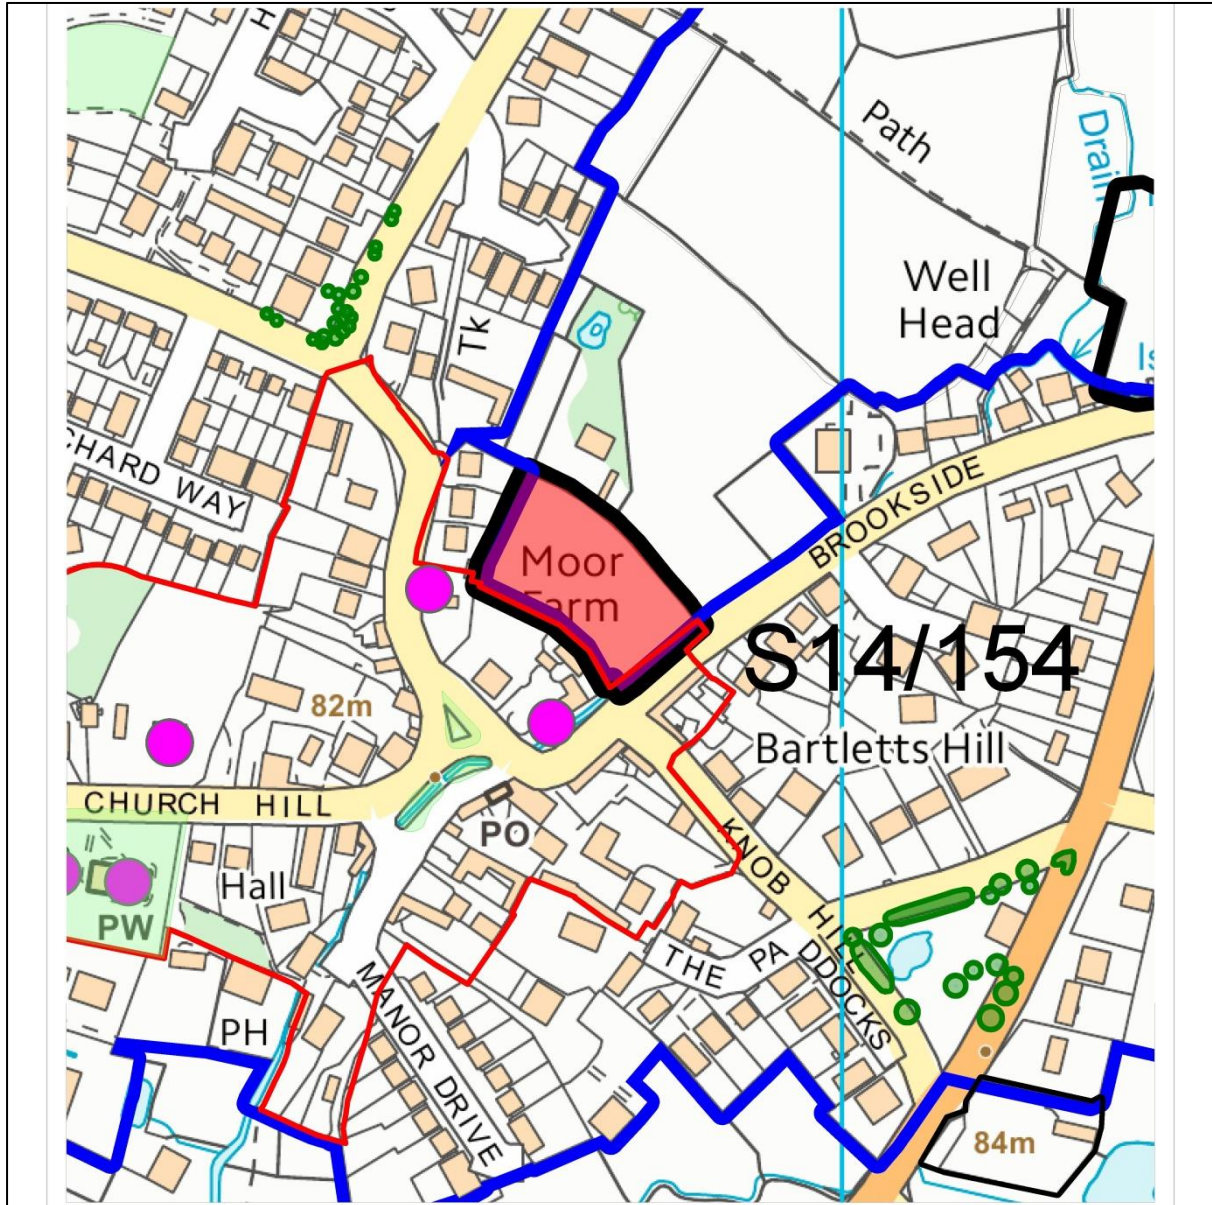 Path
Drain
Well
Head
Tk
CHARD WAY
BROOKSIDE
Moor
Farm
S14/154
82m
Bartletts Hill
CHURCH HILL
PO
KNOB HILL
Hall
PW
THE PADDOCKS
MANOR DRIVE
PH
84m